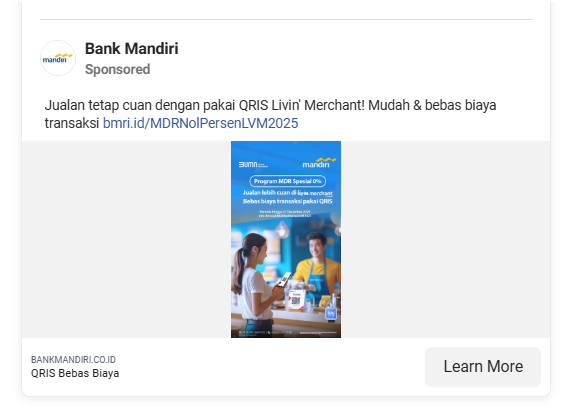 Bank Mandiri
Sponsored
mandiri
Jualan tetap cuan dengan pakai QRIS Livin' Merchant! Mudah & bebas biaya
transaksi bmri.id/MDRNolPersenLVM2025
BUMN
mandiri
Program MDR Spesial 0%
Jualan lebih cuan di livin' merchant
Bebas biaya transaksi pakai QRIS
BANKMANDIRI.CO.ID
QRIS Bebas Biaya
Learn More